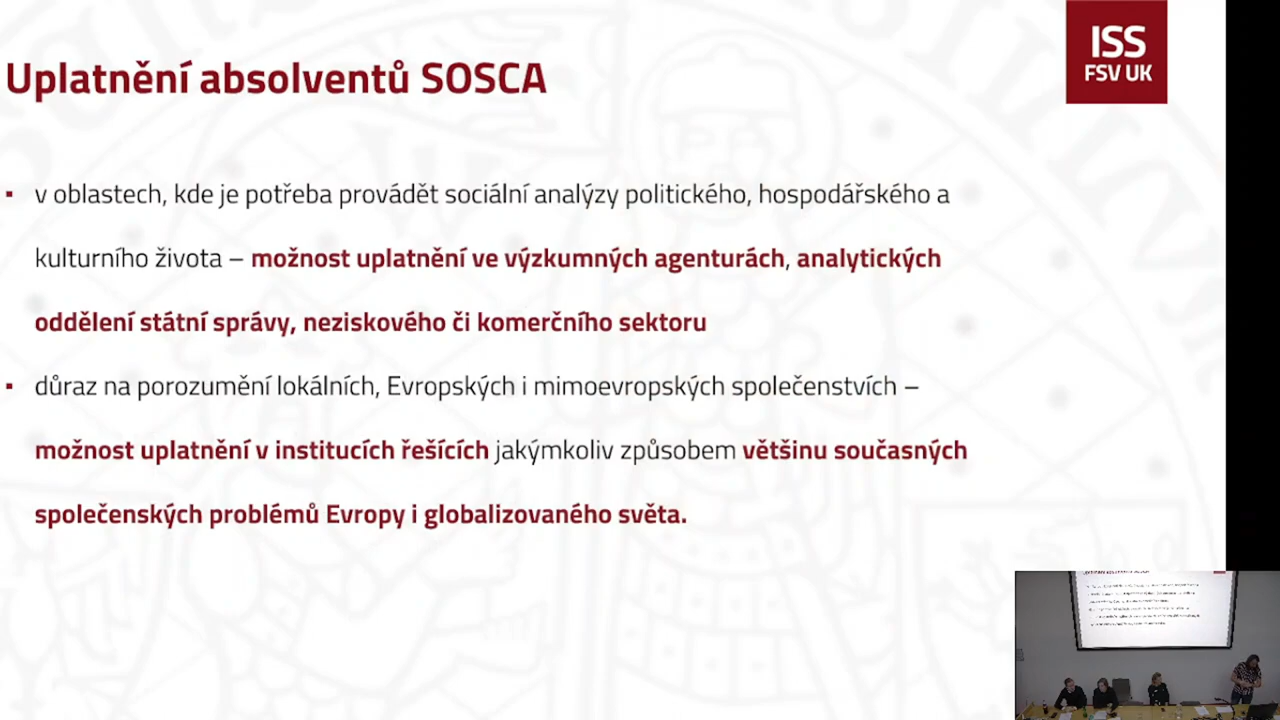 ISS
FSV UK
Uplatnění absolventů SOSCA
▪ v oblastech, kde je potřeba provádět sociální analýzy politického, hospodářského a
kulturního života – možnost uplatnění ve výzkumných agenturách, analytických
oddělení státní správy, neziskového či komerčního sektoru
▪ důraz na porozumění lokálních, Evropských i mimoevropských společenstvích –
možnost uplatnění v institucích řešících jakýmkoliv způsobem většinu současných
společenských problémů Evropy i globalizovaného světa.